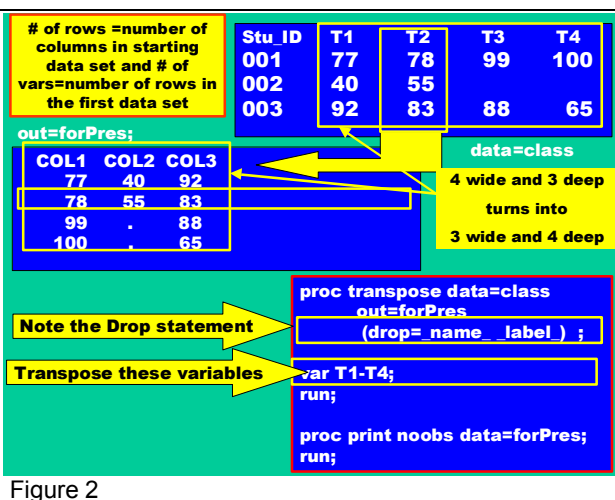 # of rows =number of
columns in starting
data set and # of
vars=number of rows in
the first data set
Stu_ID T1 T2 T3 T4
001 77 78 99 100
002 40 55
003 92 83 88 65
out=forPres;
data=class
COL1 COL2 COL3
77 40 92
78 55 83
99 . 88
100 . 65
4 wide and 3 deep
turns into
3 wide and 4 deep
proc transpose data=class
out=forPres
Note the Drop statement
(drop=_name_ _label_) ;
Transpose these variables
var T1-T4;
run;
proc print noobs data=forPres;
run;
Figure 2